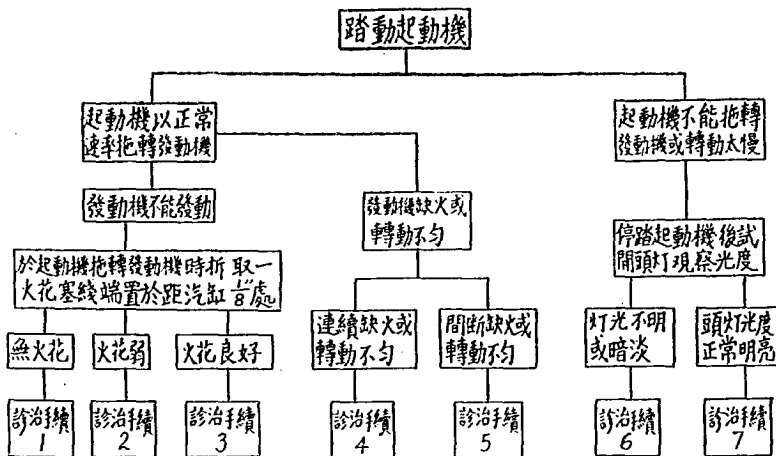 踏動起動機
起動機以正常
速率拖轉發動機
起動機不能拖轉
發動機或轉動太慢
發動機不能發動
發動機缺火或
轉動不勻
停踏起動機後試
開頭灯現察光度
於起動機拖轉發動機時拆取一
火花塞綫端置於距汽缸1/8"處
無火花
火花弱
火花良好
連續缺火或
轉動不勻
間斷缺火或
轉動不勻
灯光不明
或暗淡
頭灯光度
正常明亮
診治手續
1
診治手續
2
診治手續
3
診治手續
4
診治手續
5
診治手續
6
診治手續
7